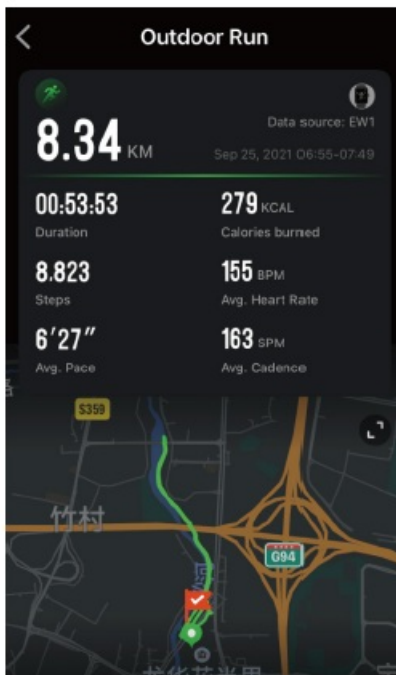 Outdoor Run
8.34 KM
Data source: EW1
Sep 25, 2021 06:55-07:49
00:53:53
Duration
279 KCAL
Calories burned
8.823
Steps
155 BPM
Avg. Heart Rate
6'27"
Avg. Pace
163 SPM
Avg. Cadence
S359
竹村
G94